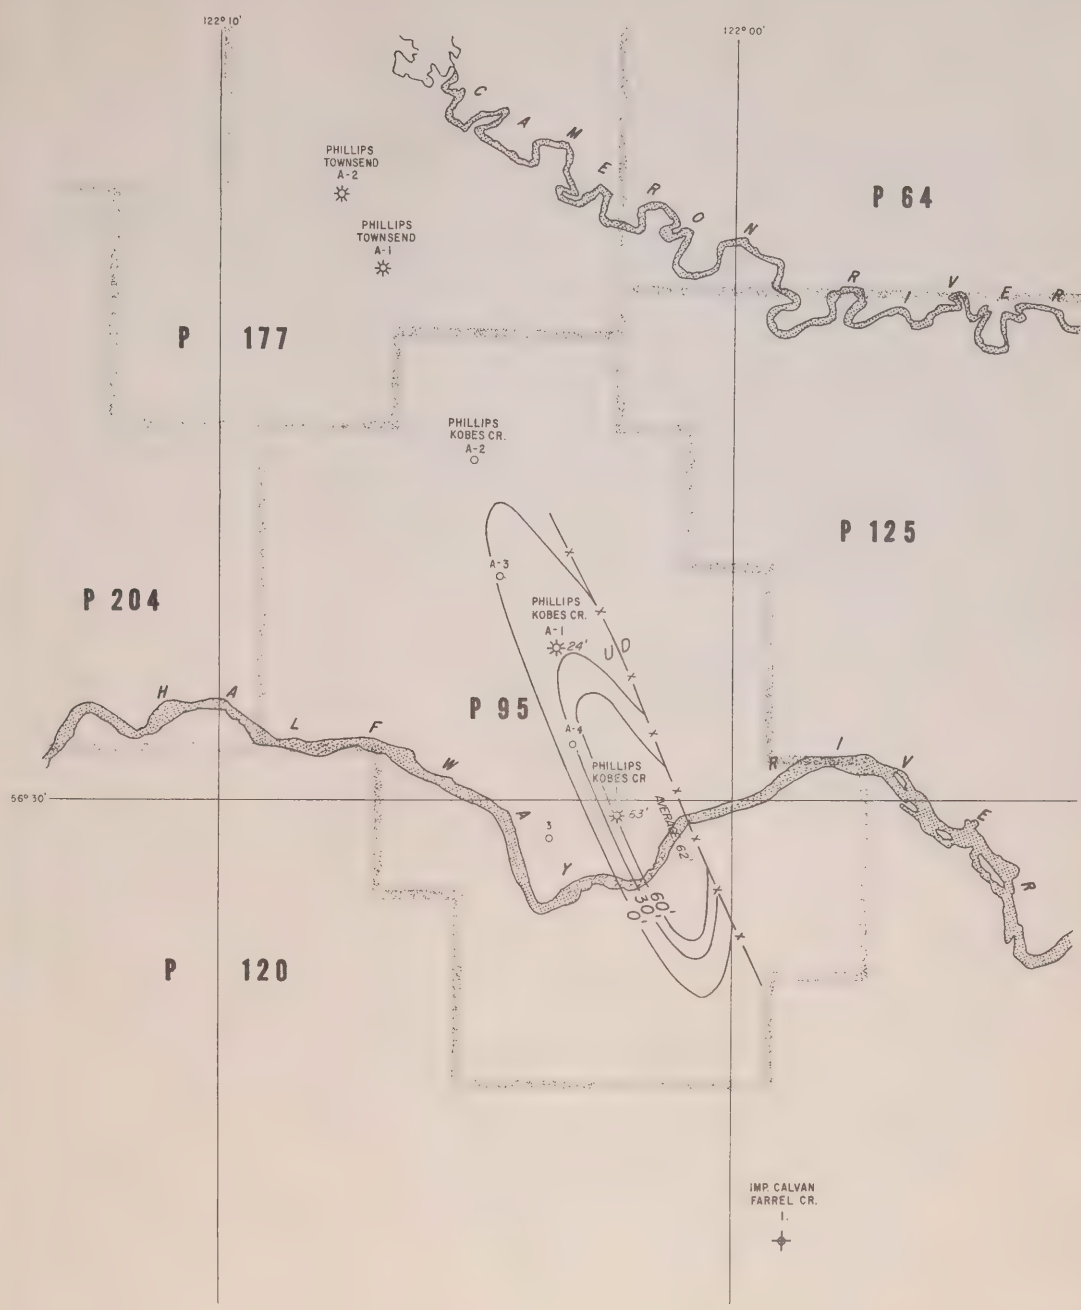 122° 10'
122° 00'
CAMERON RIVER
PHILLIPS
TOWNSEND
A-2
P 64
PHILLIPS
TOWNSEND
A-1
P 177
PHILLIPS
KOBES CR.
A-2
P 125
A-3
P 204
PHILLIPS
KOBES CR.
A-1
24'
U D
HALFWAY RIVER
P 95
A-4
PHILLIPS
KOBES CR
63'
AVERAGE 62'
56° 30'
3
60'
30'
0'
P 120
IMP. CALVAN
FARREL CR.
1.